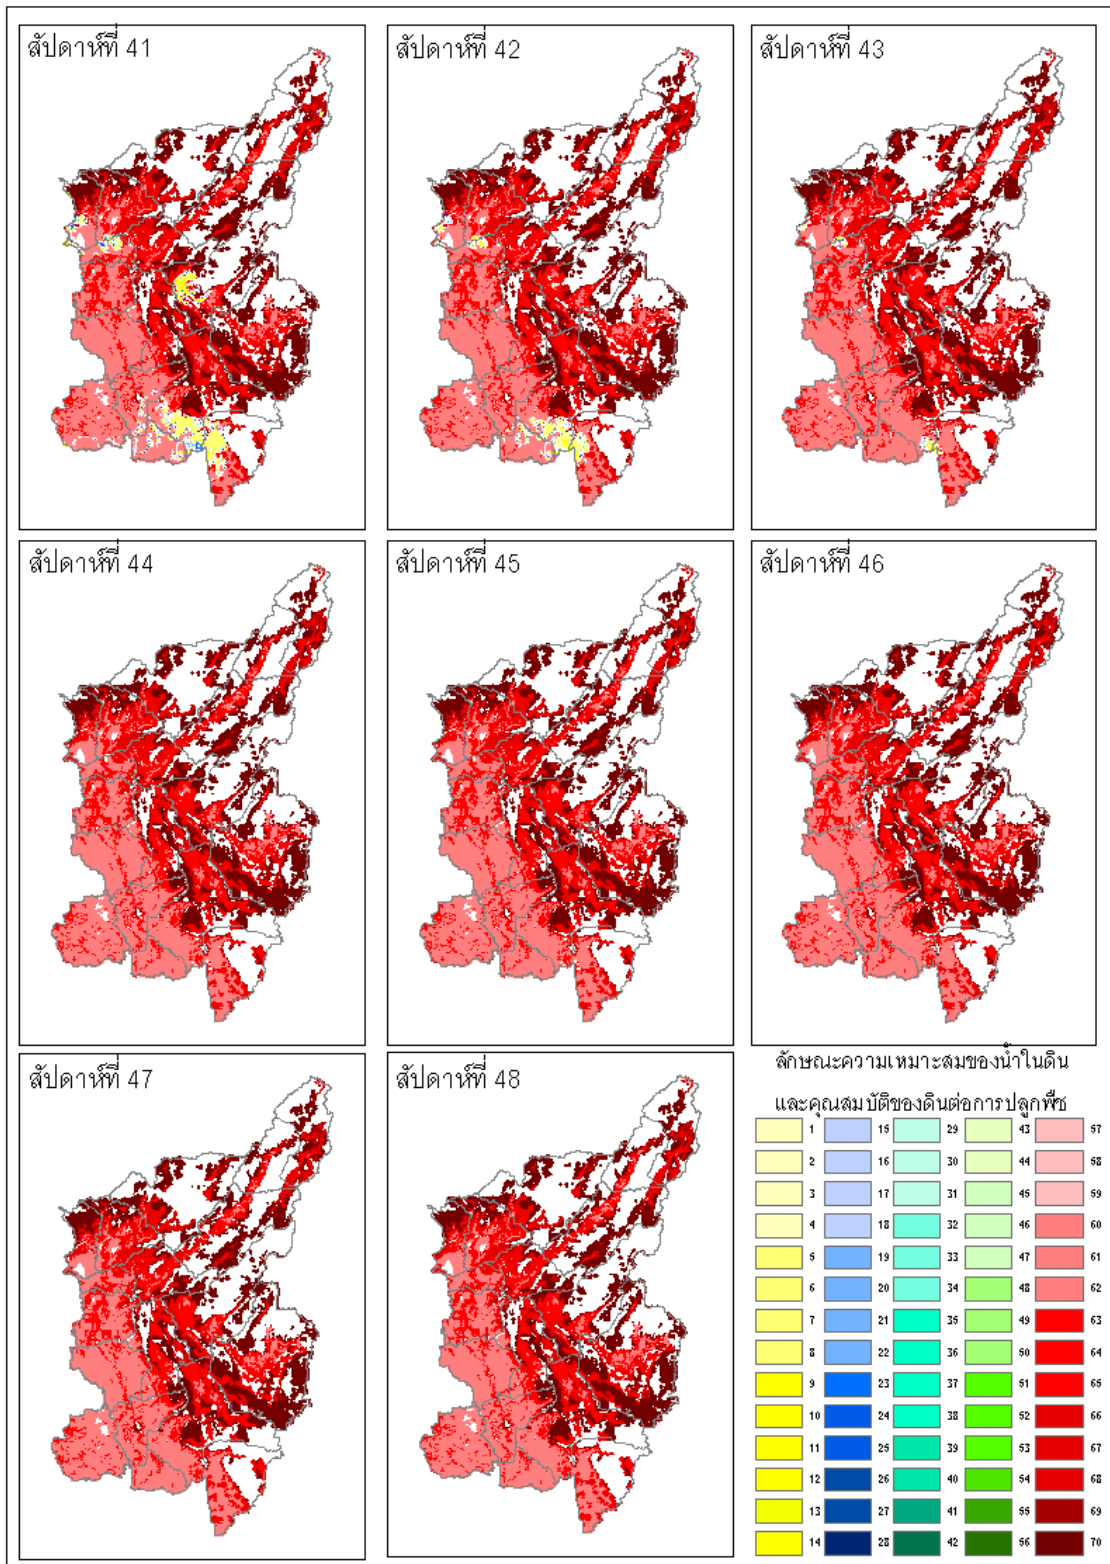 สัปดาห์ที่ 41
สัปดาห์ที่ 42
สัปดาห์ที่ 43
สัปดาห์ที่ 44
สัปดาห์ที่ 45
สัปดาห์ที่ 46
สัปดาห์ที่ 47
สัปดาห์ที่ 48
ลักษณะความเหมาะสมของน้ำในดิน
และคุณสมบัติของดินต่อการปลูกพืช
1 15 29 43 57
2 16 30 44 58
3 17 31 45 59
4 18 32 46 60
5 19 33 47 61
6 20 34 48 62
7 21 35 49 63
8 22 36 50 64
9 23 37 51 65
10 24 38 52 66
11 25 39 53 67
12 26 40 54 68
13 27 41 55 69
14 28 42 56 70